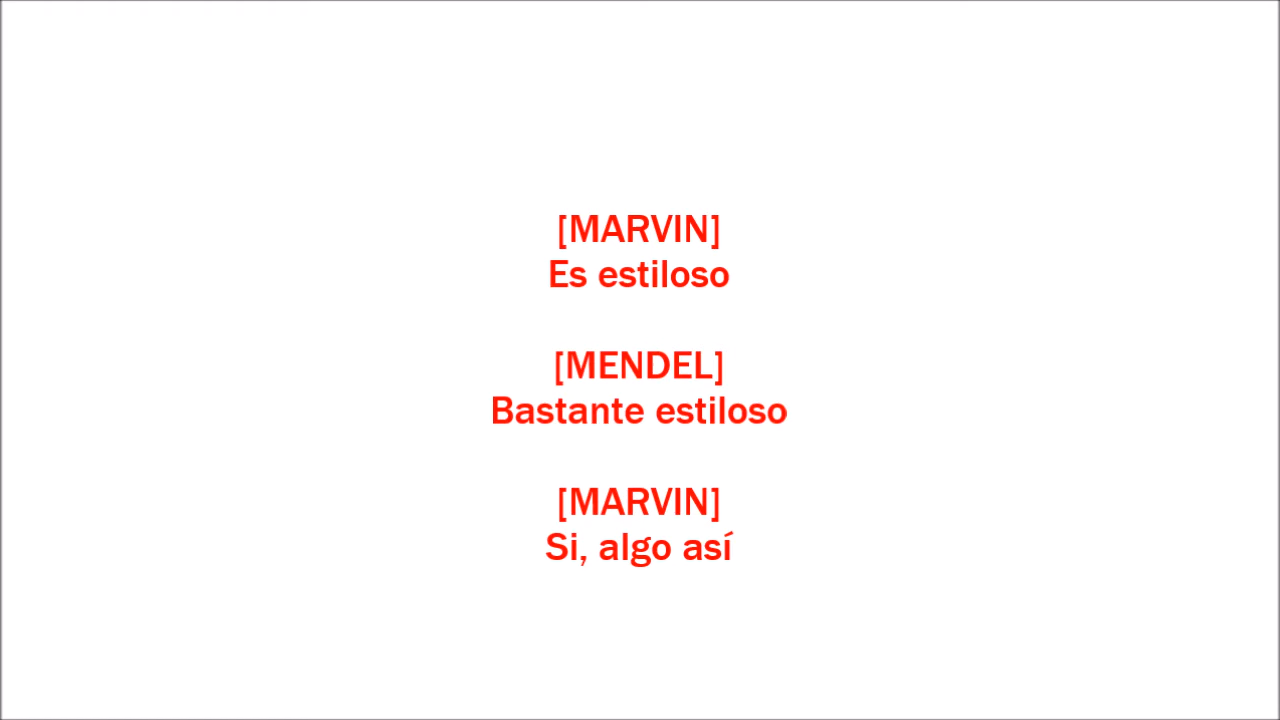 [MARVIN]
Es estiloso
[MENDEL]
Bastante estiloso
[MARVIN]
Si, algo así